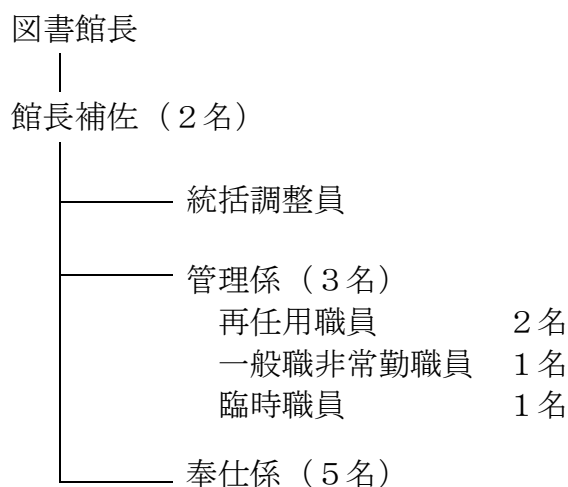 図書館長
館長補佐（２名）
統括調整員
管理係（３名）
再任用職員　２名
一般職非常勤職員　１名
臨時職員　１名
奉仕係（５名）